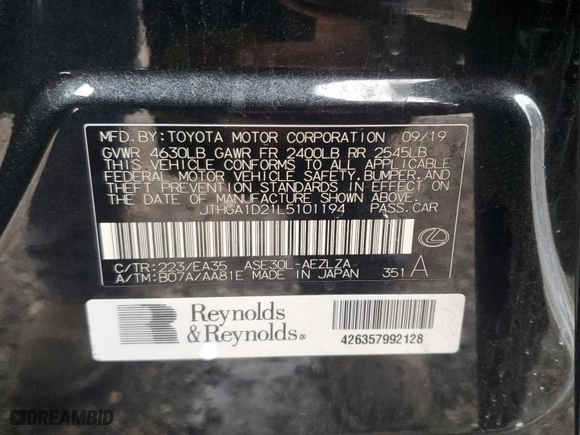 MFD. BY: TOYOTA MOTOR CORPORATION 09/19
GVWR 4630LB GAWR FR 2400LB RR 2545LB
THIS VEHICLE CONFORMS TO ALL APPLICABLE
FEDERAL MOTOR VEHICLE SAFETY, BUMPER, AND
THEFT PREVENTION STANDARDS IN EFFECT ON
THE DATE OF MANUFACTURE SHOWN ABOVE.
JTHGA1D21L5101194 PASS. CAR
C/TR: 223/EA35 ASE30L-AEZLZA
A/TM: B07A/AA81E MADE IN JAPAN 351 A
Reynolds
& Reynolds®
426357992128
DREAMBID